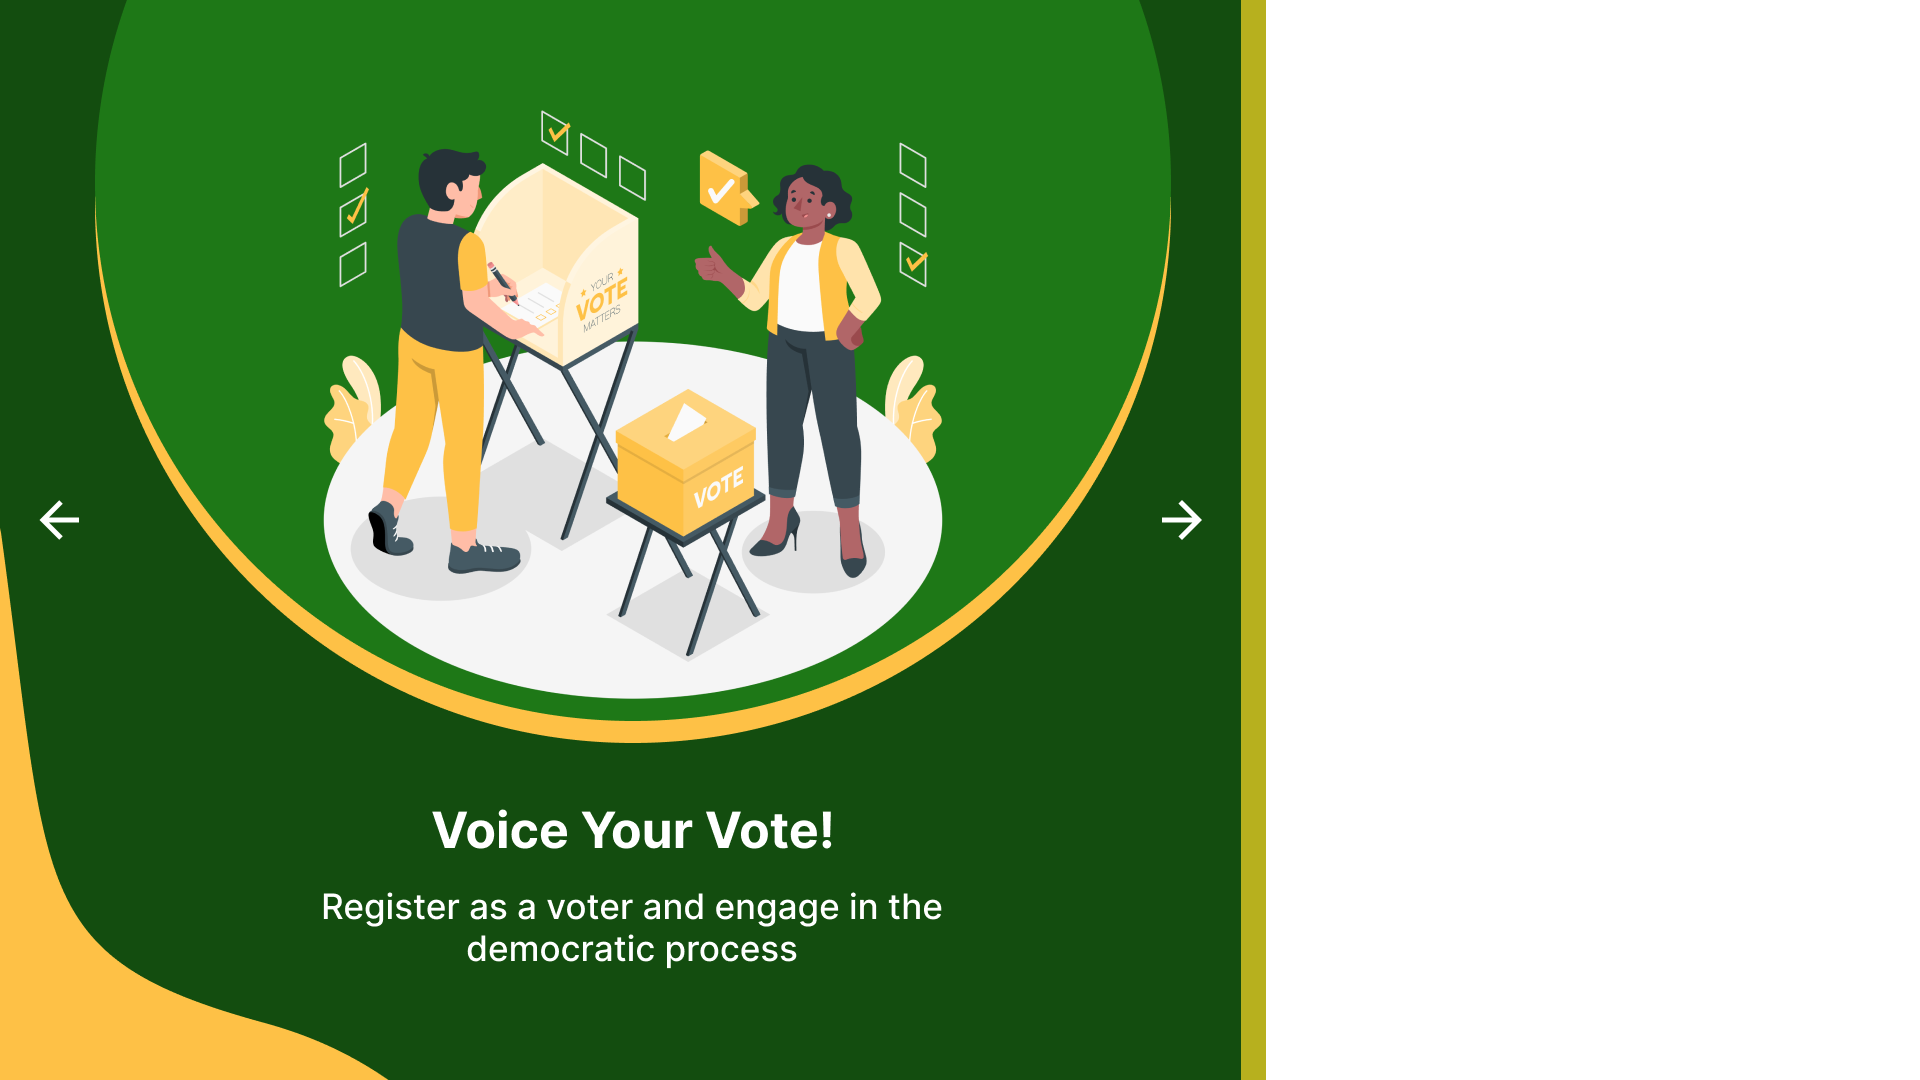 YOUR
VOTE
MATTERS
VOTE
Voice Your Vote!
Register as a voter and engage in the
democratic process